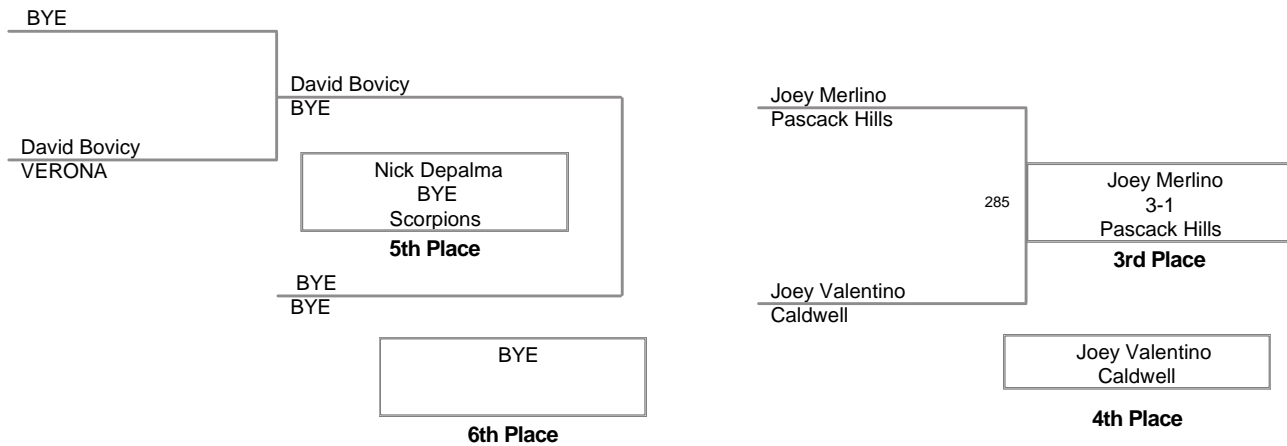 BYE
David Bovicy
BYE
David Bovicy
VERONA
Nick Depalma
BYE
Scorpions
5th Place
BYE
BYE
BYE
6th Place
Joey Merlino
Pascack Hills
285
Joey Merlino
3-1
Pascack Hills
3rd Place
Joey Valentino
Caldwell
Joey Valentino
Caldwell
4th Place